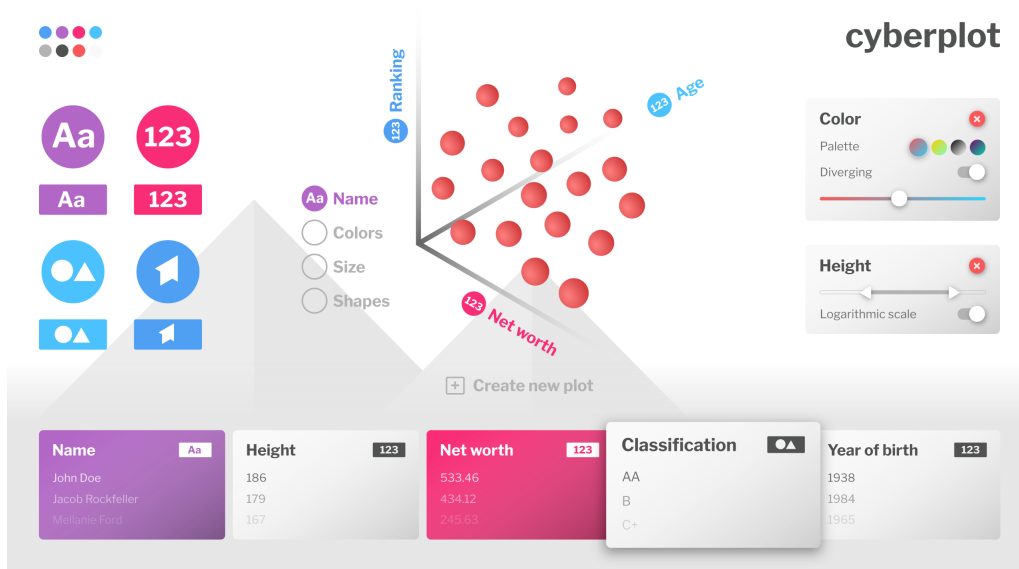 cyberplot
Aa
123
Aa
123
123 Ranking
123 Age
Aa Name
Colors
Size
Shapes
123 Net worth
Create new plot
Color
Palette
Diverging
Height
Logarithmic scale
Name Aa
John Doe
Jacob Rockfeller
Mellanie Ford
Height 123
186
179
167
Net worth 123
533.46
434.12
245.63
Classification
AA
B
C+
Year of birth 123
1938
1984
1965